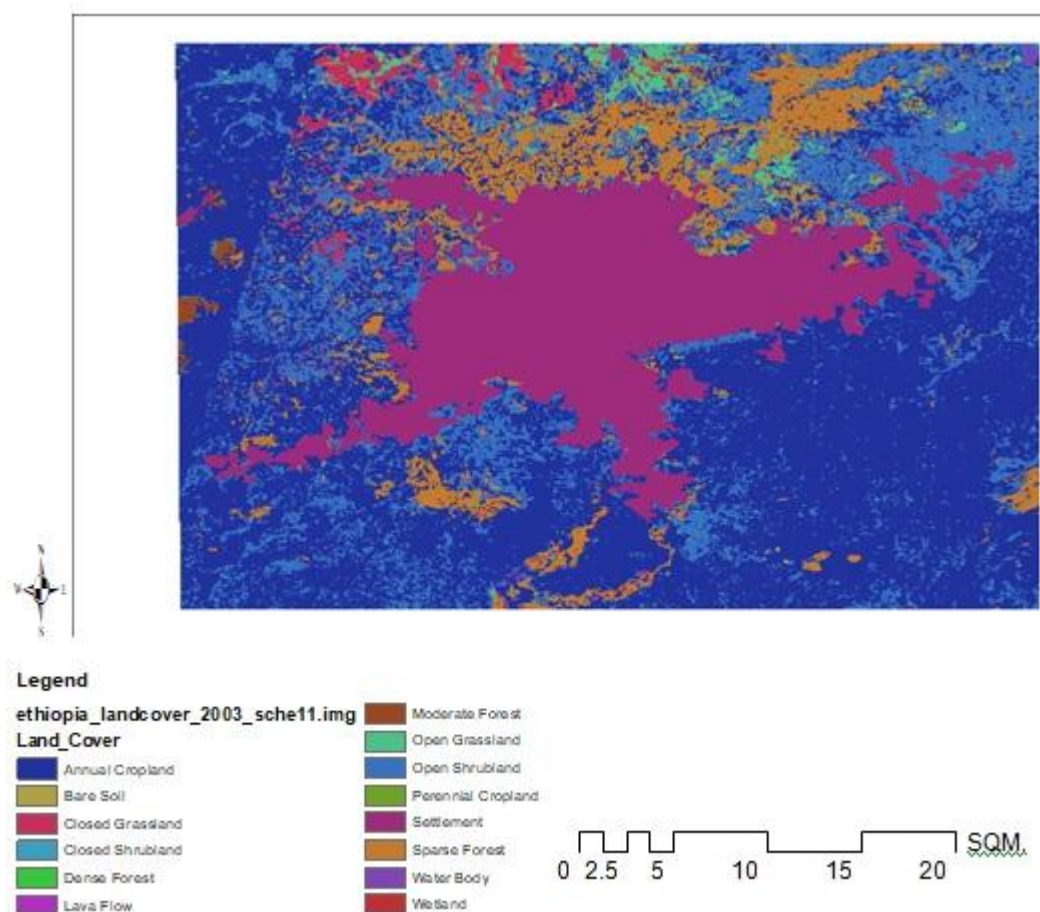 N
W
S
Legend
ethiopia_landcover_2003_sche11.img
Land_Cover
Annual Cropland
Bare Soil
Closed Grassland
Closed Shrubland
Dense Forest
Lava Flow
Moderate Forest
Open Grassland
Open Shrubland
Perennial Cropland
Settlement
Sparse Forest
Water Body
Wetland
SQM.
0 2.5 5 10 15 20